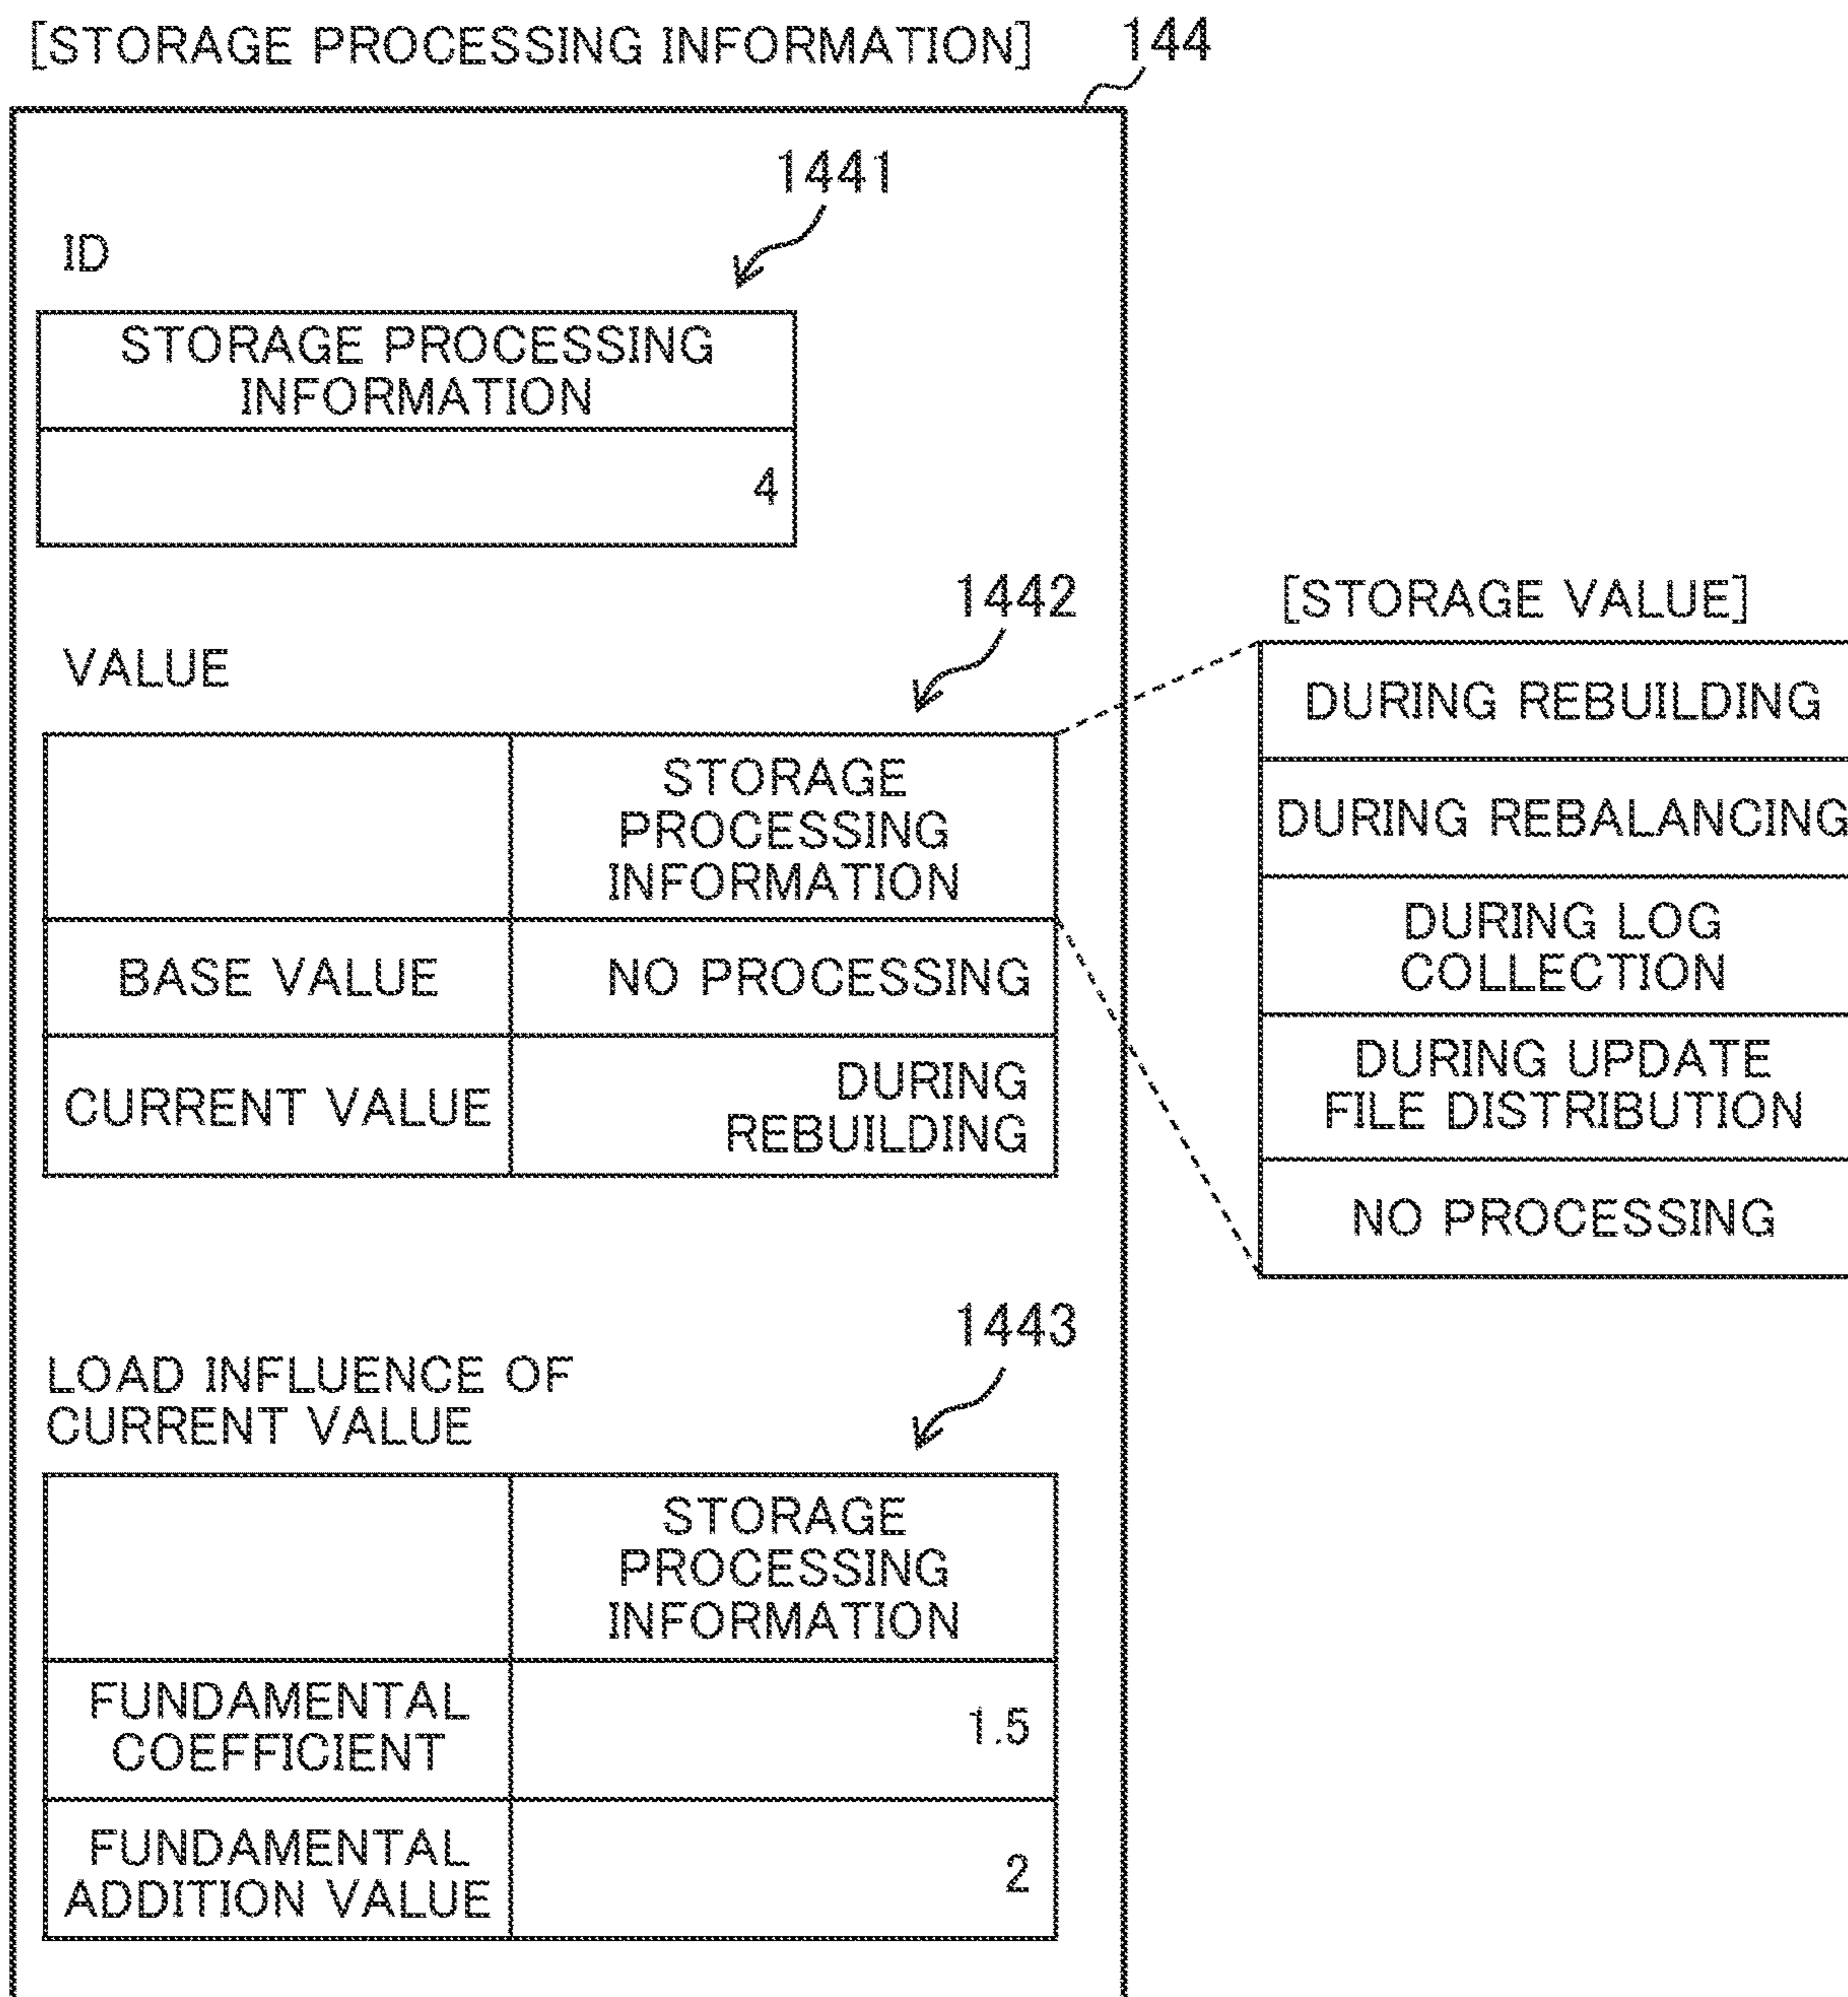 [STORAGE PROCESSING INFORMATION]
144
1441
ID
STORAGE PROCESSING
INFORMATION
4
1442
VALUE
STORAGE
PROCESSING
INFORMATION
BASE VALUE
NO PROCESSING
CURRENT VALUE
DURING
REBUILDING
[STORAGE VALUE]
DURING REBUILDING
DURING REBALANCING
DURING LOG
COLLECTION
DURING UPDATE
FILE DISTRIBUTION
NO PROCESSING
1443
LOAD INFLUENCE OF
CURRENT VALUE
STORAGE
PROCESSING
INFORMATION
FUNDAMENTAL
COEFFICIENT
1.5
FUNDAMENTAL
ADDITION VALUE
2